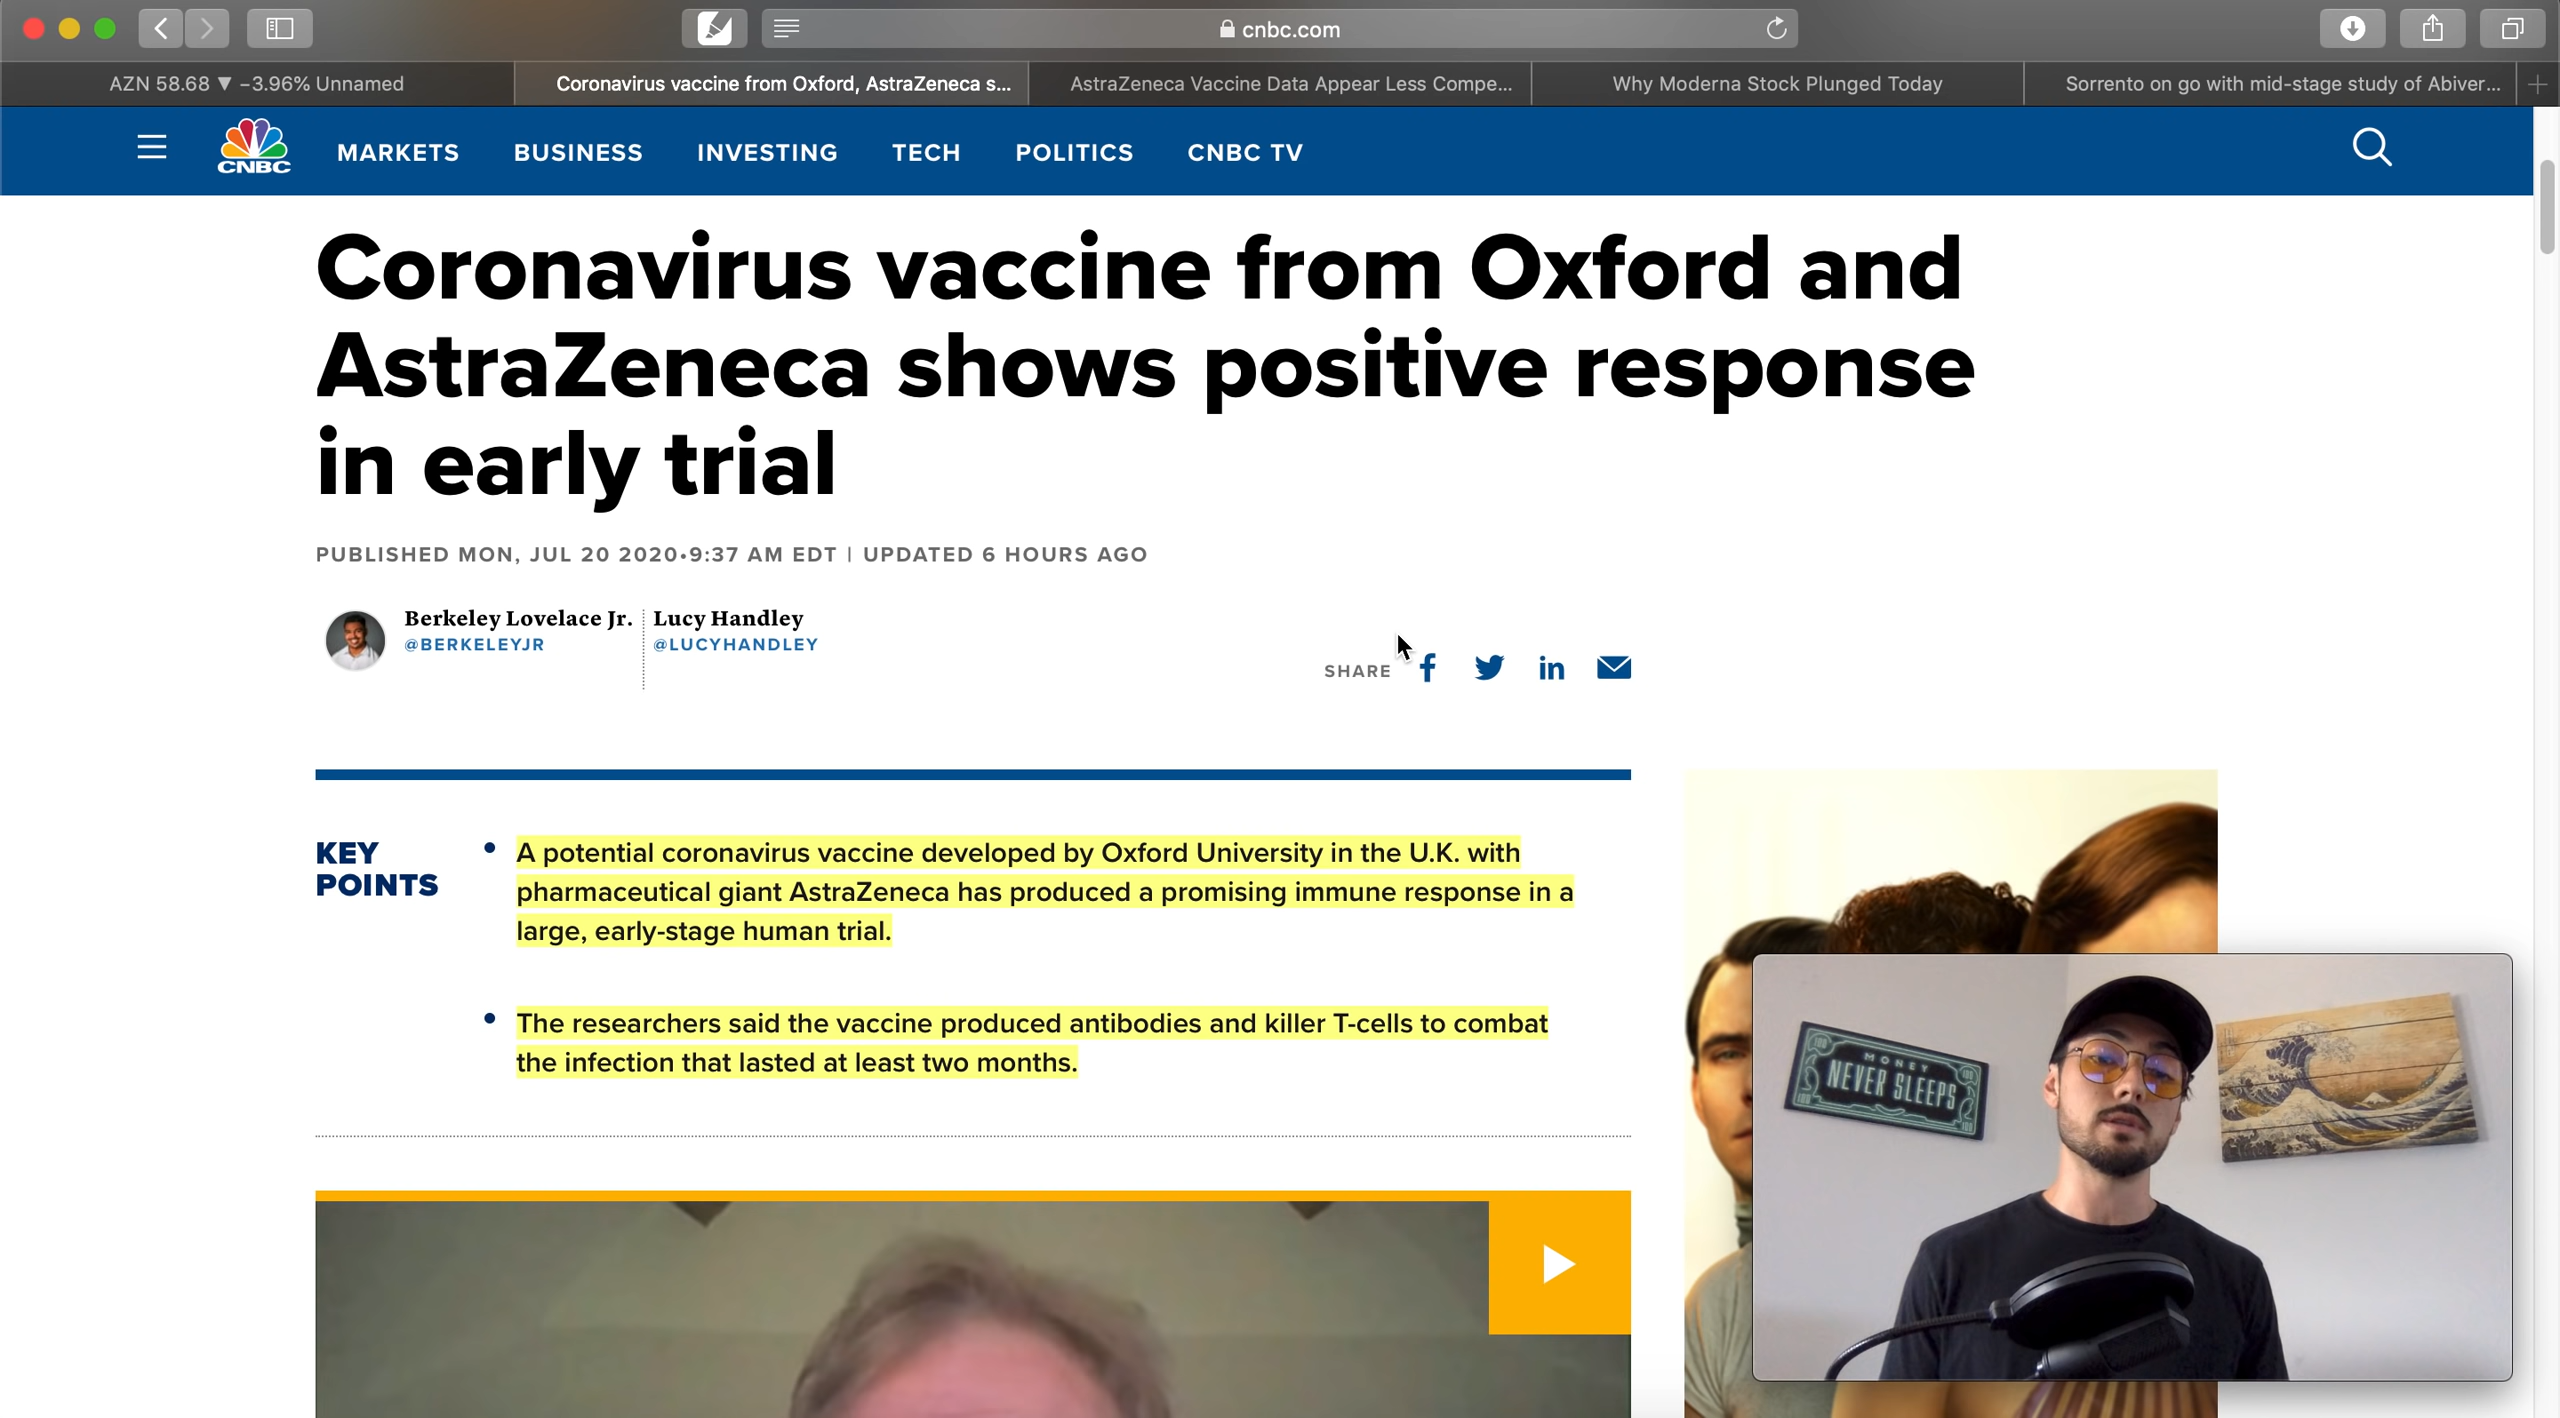 cnbc.com
AZN 58.68 ▼ −3.96% Unnamed
Coronavirus vaccine from Oxford, AstraZeneca s...
AstraZeneca Vaccine Data Appear Less Compe...
Why Moderna Stock Plunged Today
Sorrento on go with mid-stage study of Abiver...
CNBC
MARKETS
BUSINESS
INVESTING
TECH
POLITICS
CNBC TV
Coronavirus vaccine from Oxford and
AstraZeneca shows positive response
in early trial
PUBLISHED MON, JUL 20 2020•9:37 AM EDT | UPDATED 6 HOURS AGO
Berkeley Lovelace Jr.
@BERKELEYJR
Lucy Handley
@LUCYHANDLEY
SHARE
KEY
POINTS
• A potential coronavirus vaccine developed by Oxford University in the U.K. with
pharmaceutical giant AstraZeneca has produced a promising immune response in a
large, early-stage human trial.
• The researchers said the vaccine produced antibodies and killer T-cells to combat
the infection that lasted at least two months.
MONEY
NEVER SLEEPS
100
100
100
100